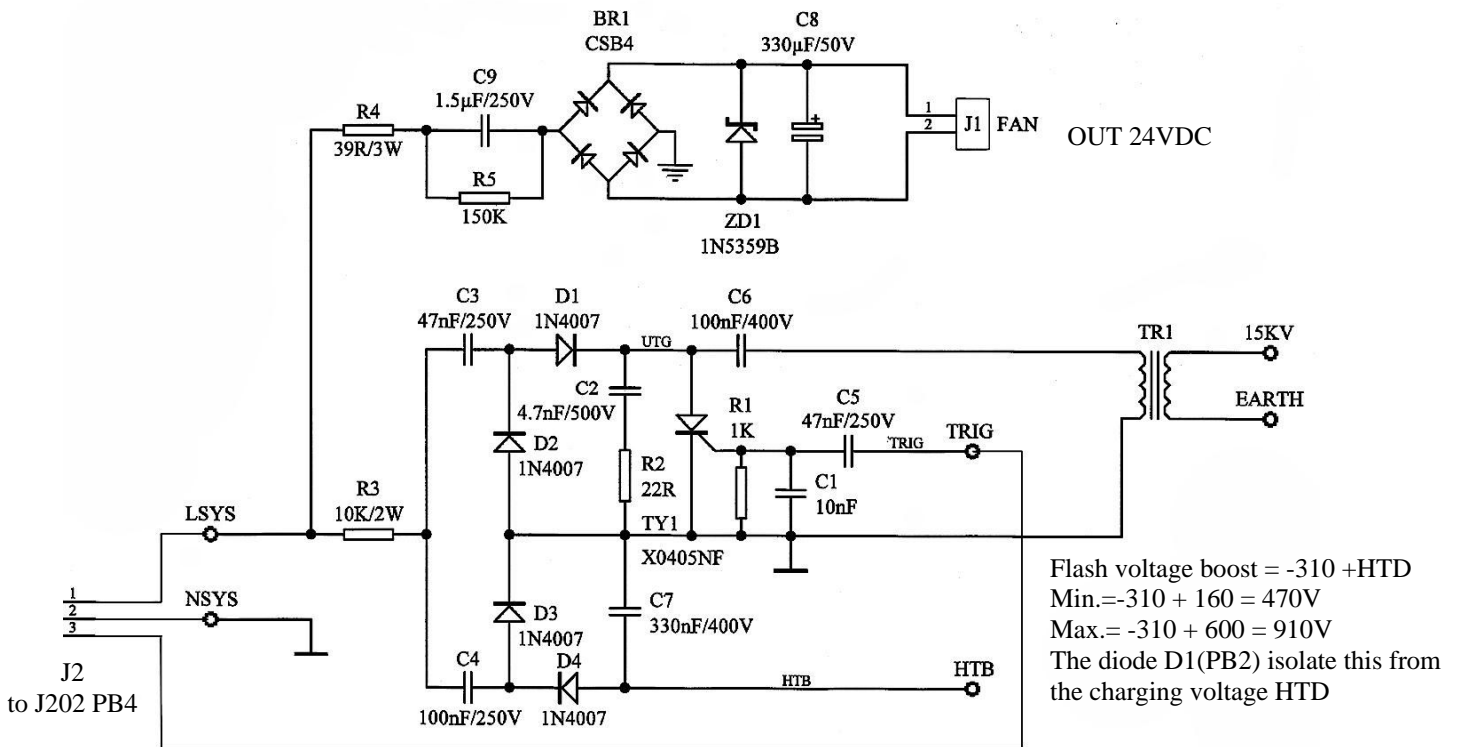 BR1
CSB4
C8
330µF/50V
C9
1.5µF/250V
R4
39R/3W
R5
150K
+
1
2
J1
FAN
OUT 24VDC
ZD1
1N5359B
C3
47nF/250V
D1
1N4007
UTG
C6
100nF/400V
TR1
15KV
C2
4.7nF/500V
R1
1K
C5
47nF/250V
TRIG
TRIG
EARTH
D2
1N4007
R2
22R
C1
10nF
R3
10K/2W
LSYS
TY1
X0405NF
NSYS
1
2
3
D3
1N4007
C7
330nF/400V
J2
to J202 PB4
C4
100nF/250V
D4
1N4007
HTB
HTB
Flash voltage boost = -310 +HTD
Min.=-310 + 160 = 470V
Max.= -310 + 600 = 910V
The diode D1(PB2) isolate this from
the charging voltage HTD